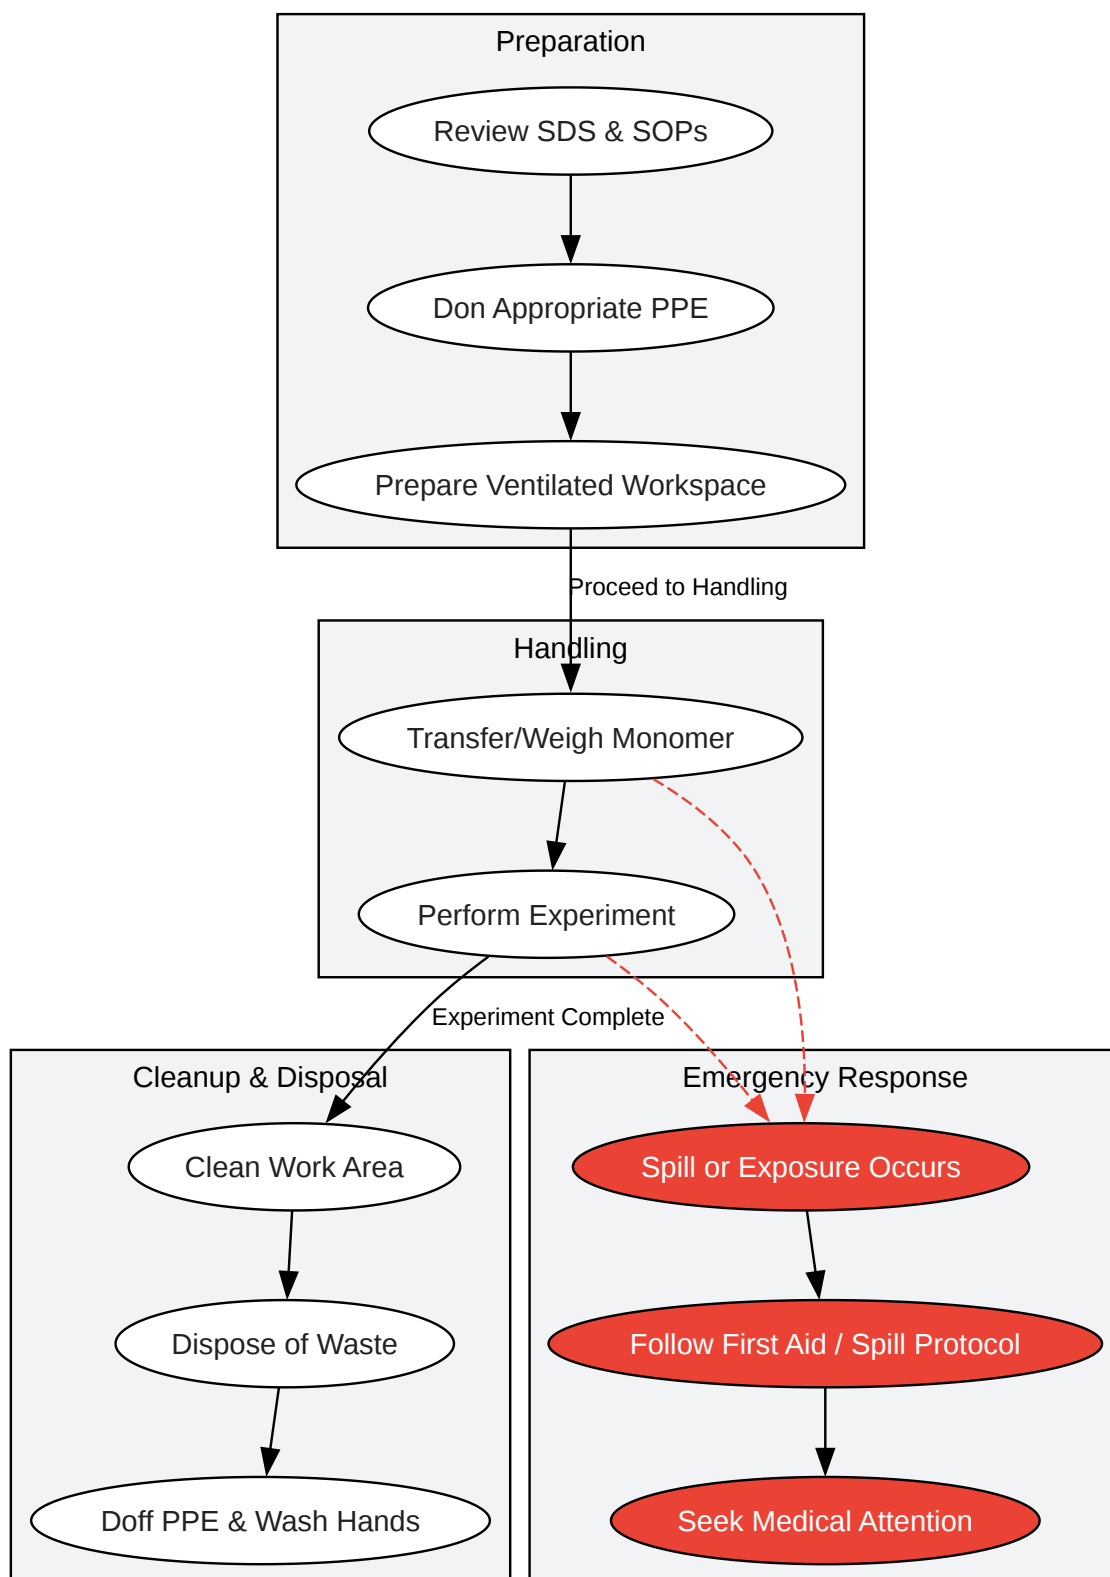 Preparation
Review SDS & SOPs
Don Appropriate PPE
Prepare Ventilated Workspace
Proceed to Handling
Handling
Transfer/Weigh Monomer
Perform Experiment
Experiment Complete
Cleanup & Disposal
Clean Work Area
Dispose of Waste
Doff PPE & Wash Hands
Emergency Response
Spill or Exposure Occurs
Follow First Aid / Spill Protocol
Seek Medical Attention